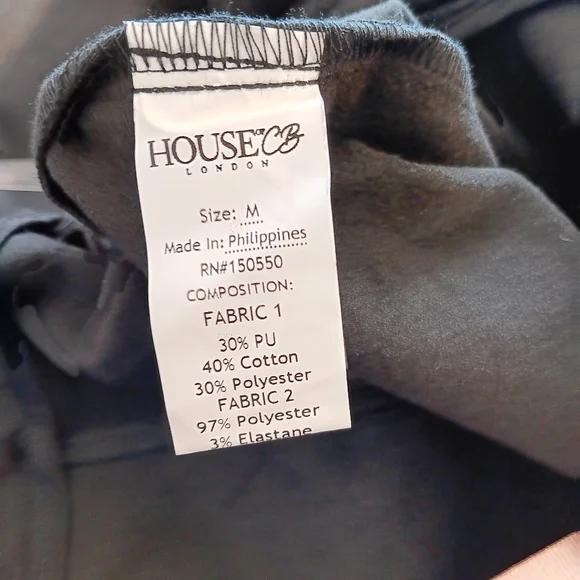 HOUSE OF CB
LONDON
Size: M
Made In: Philippines
RN#150550
COMPOSITION:
FABRIC 1
30% PU
40% Cotton
30% Polyester
FABRIC 2
97% Polyester
3% Elastane